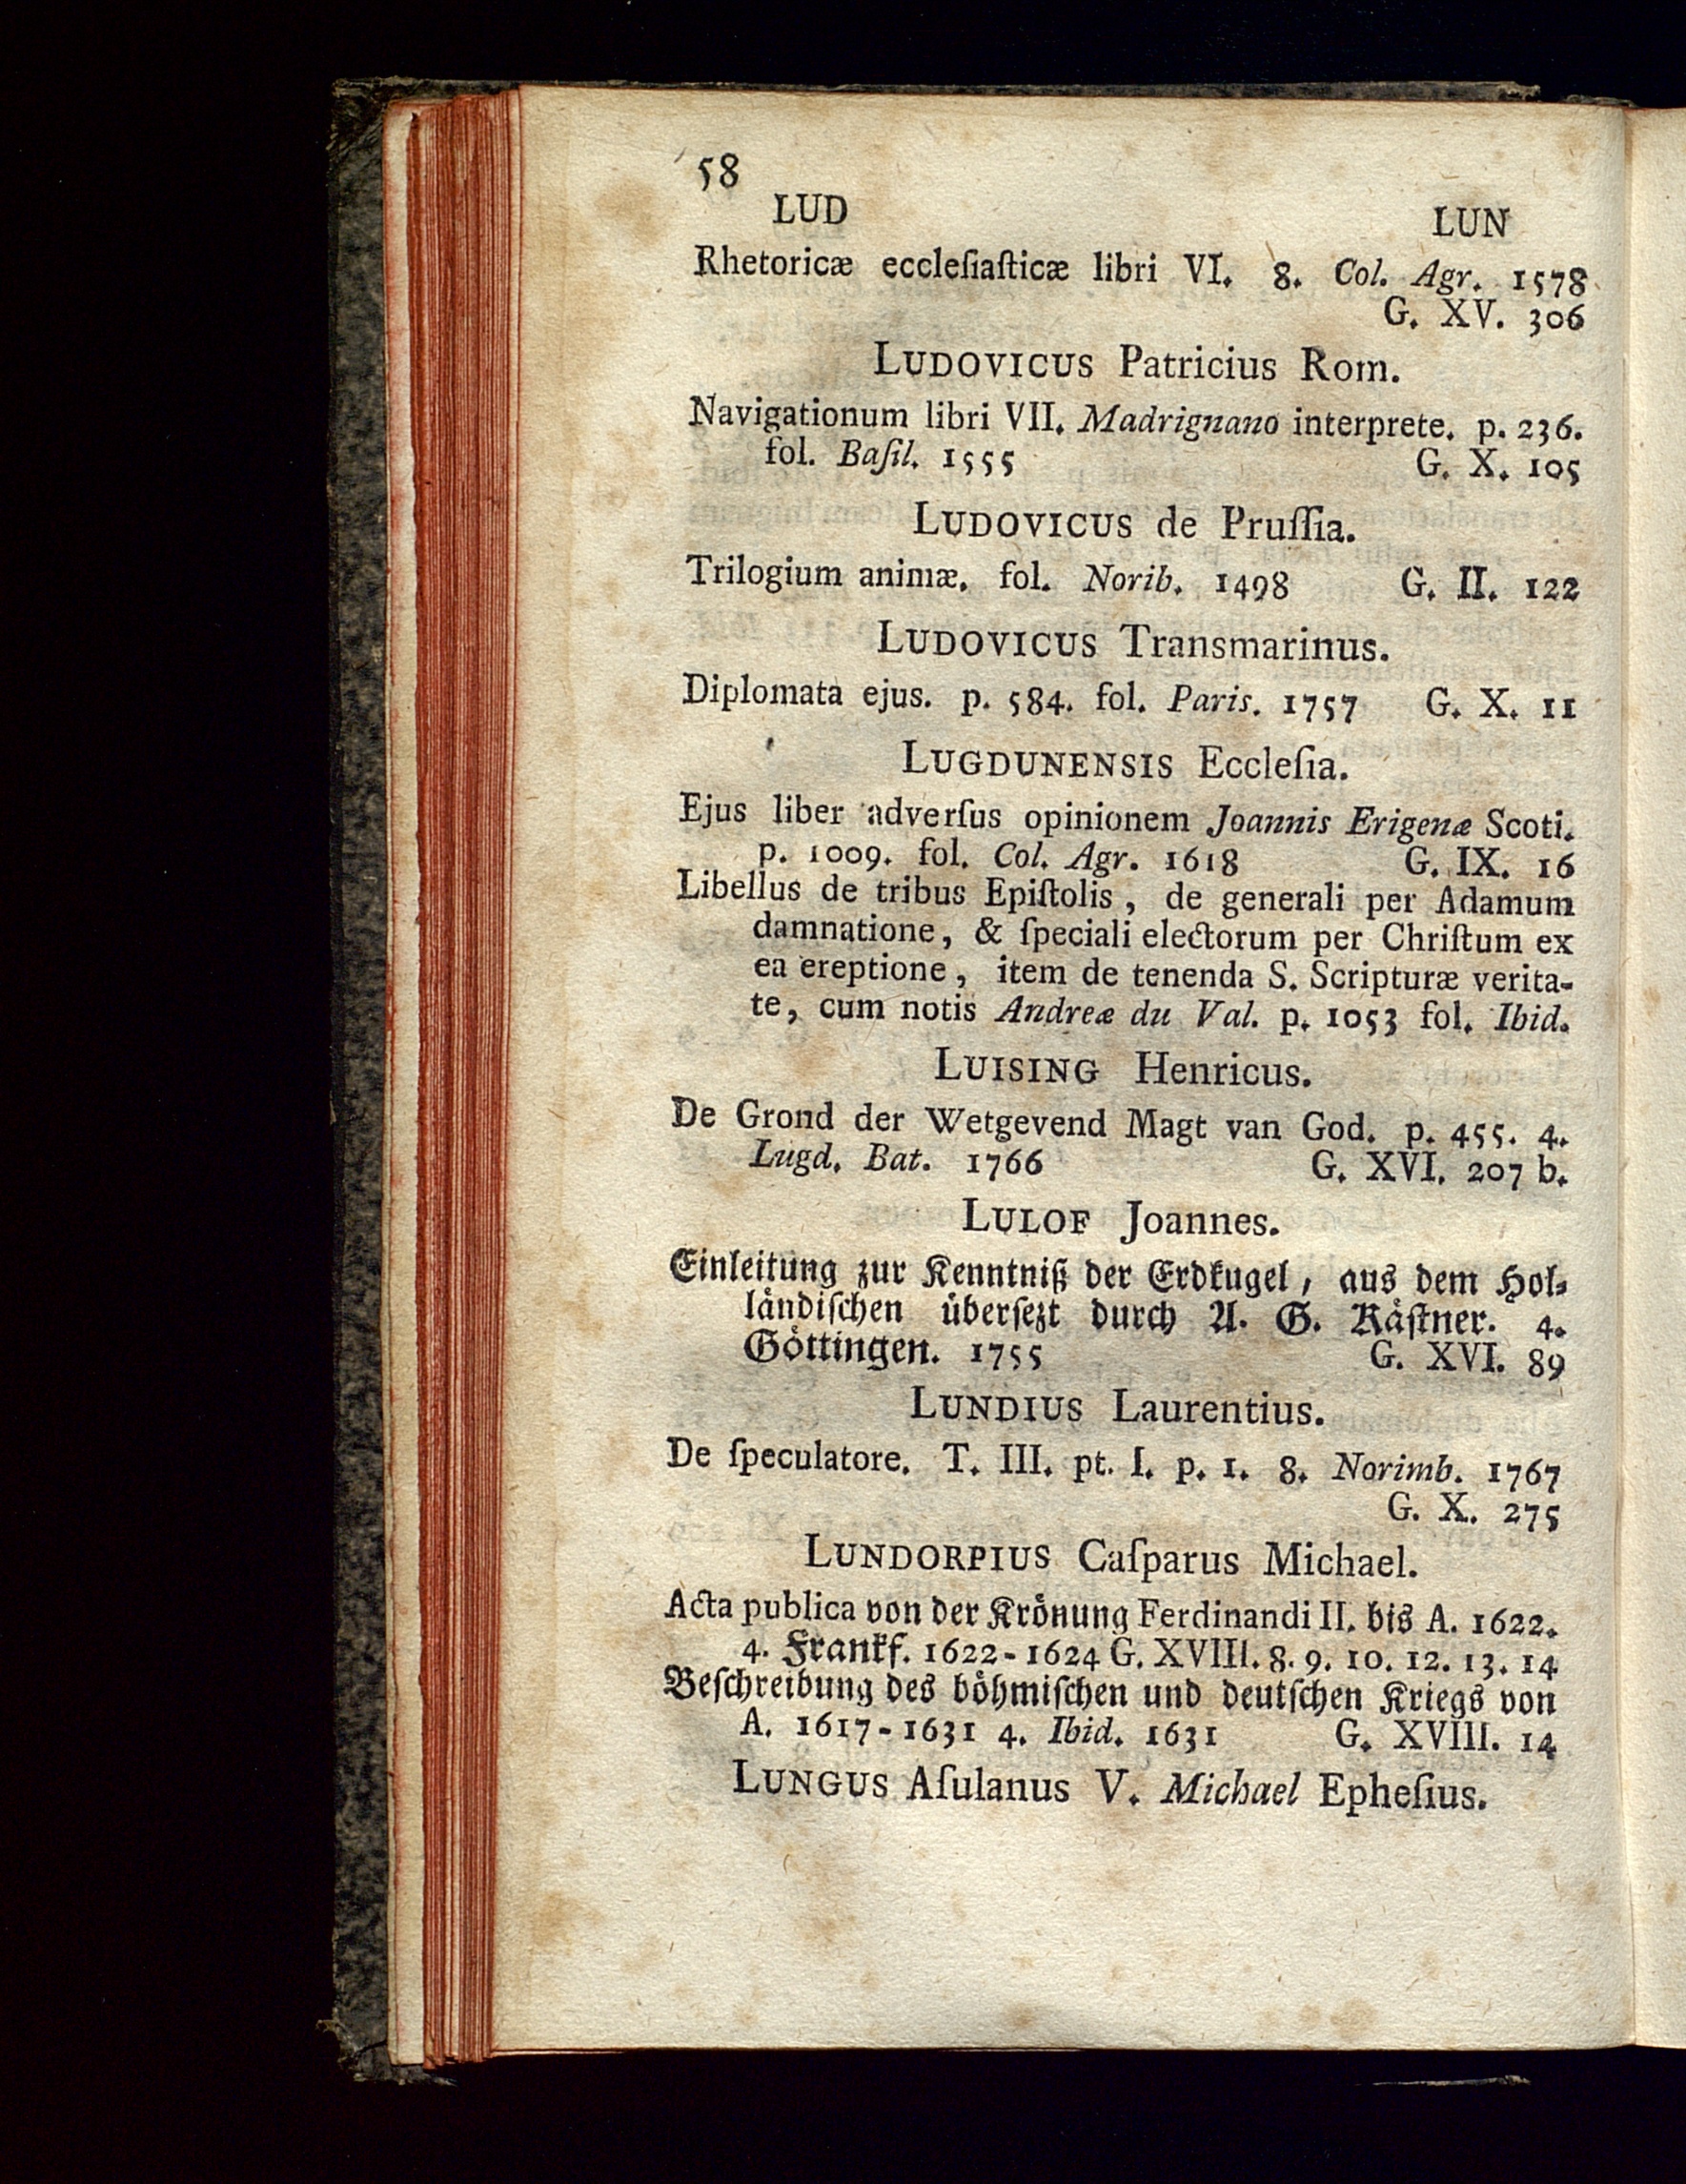 58
LUD LUN
Rhetoricæ eccleſiaſticæ libri VI. 8. Col. Agr. 1578
G. XV. 306
LUDOVICUS Patricius Rom.
Navigationum libri VII. Madrignano interprete. p. 236.
fol. Baſil. 1555 G. X. 105
LUDOVICUS de Pruſſia.
Trilogium animæ. fol. Norib. 1498 G. II. 122
LUDOVICUS Transmarinus.
Diplomata ejus. p. 584. fol. Paris. 1757 G. X. 11
LUGDUNENSIS Eccleſia.
Ejus liber adverſus opinionem Joannis Erigenæ Scoti.
p. 1009. fol. Col. Agr. 1618 G. IX. 16
Libellus de tribus Epiſtolis, de generali per Adamum
damnatione, & ſpeciali electorum per Chriſtum ex
ea ereptione, item de tenenda S. Scripturæ verita-
te, cum notis Andreæ du Val. p. 1053 fol. Ibid.
LUISING Henricus.
De Grond der Wetgevend Magt van God. p. 455. 4.
Lugd. Bat. 1766 G. XVI. 207 b.
LULOF Joannes.
Einleitung zur Kenntniß der Erdkugel, aus dem Hol-
ländiſchen überſezt durch A. G. Käſtner. 4.
Göttingen. 1755 G. XVI. 89
LUNDIUS Laurentius.
De ſpeculatore. T. III. pt. I. p. 1. 8. Norimb. 1767
G. X. 275
LUNDORPIUS Caſparus Michael.
Acta publica von der Krönung Ferdinandi II. bis A. 1622.
4. Frankf. 1622-1624 G. XVIII. 8. 9. 10. 12. 13. 14
Beſchreibung des böhmiſchen und deutſchen Kriegs von
A. 1617-1631 4. Ibid. 1631 G. XVIII. 14
LUNGUS Aſulanus V. Michael Epheſius.